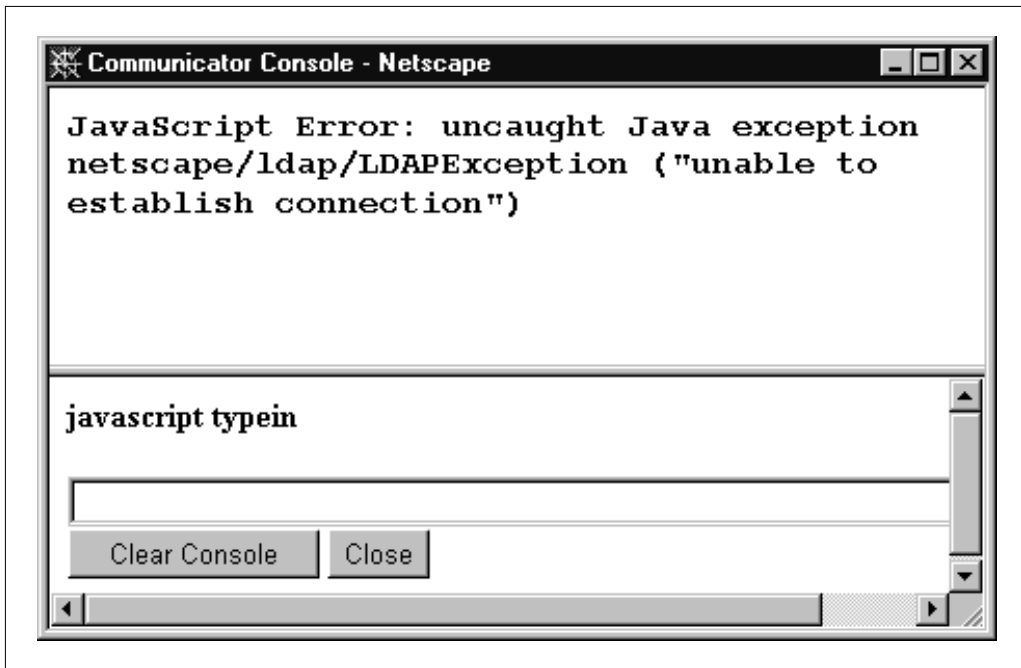 Communicator Console - Netscape
JavaScript Error: uncaught Java exception
netscape/ldap/LDAPException ("unable to
establish connection")
javascript typein
Clear Console Close